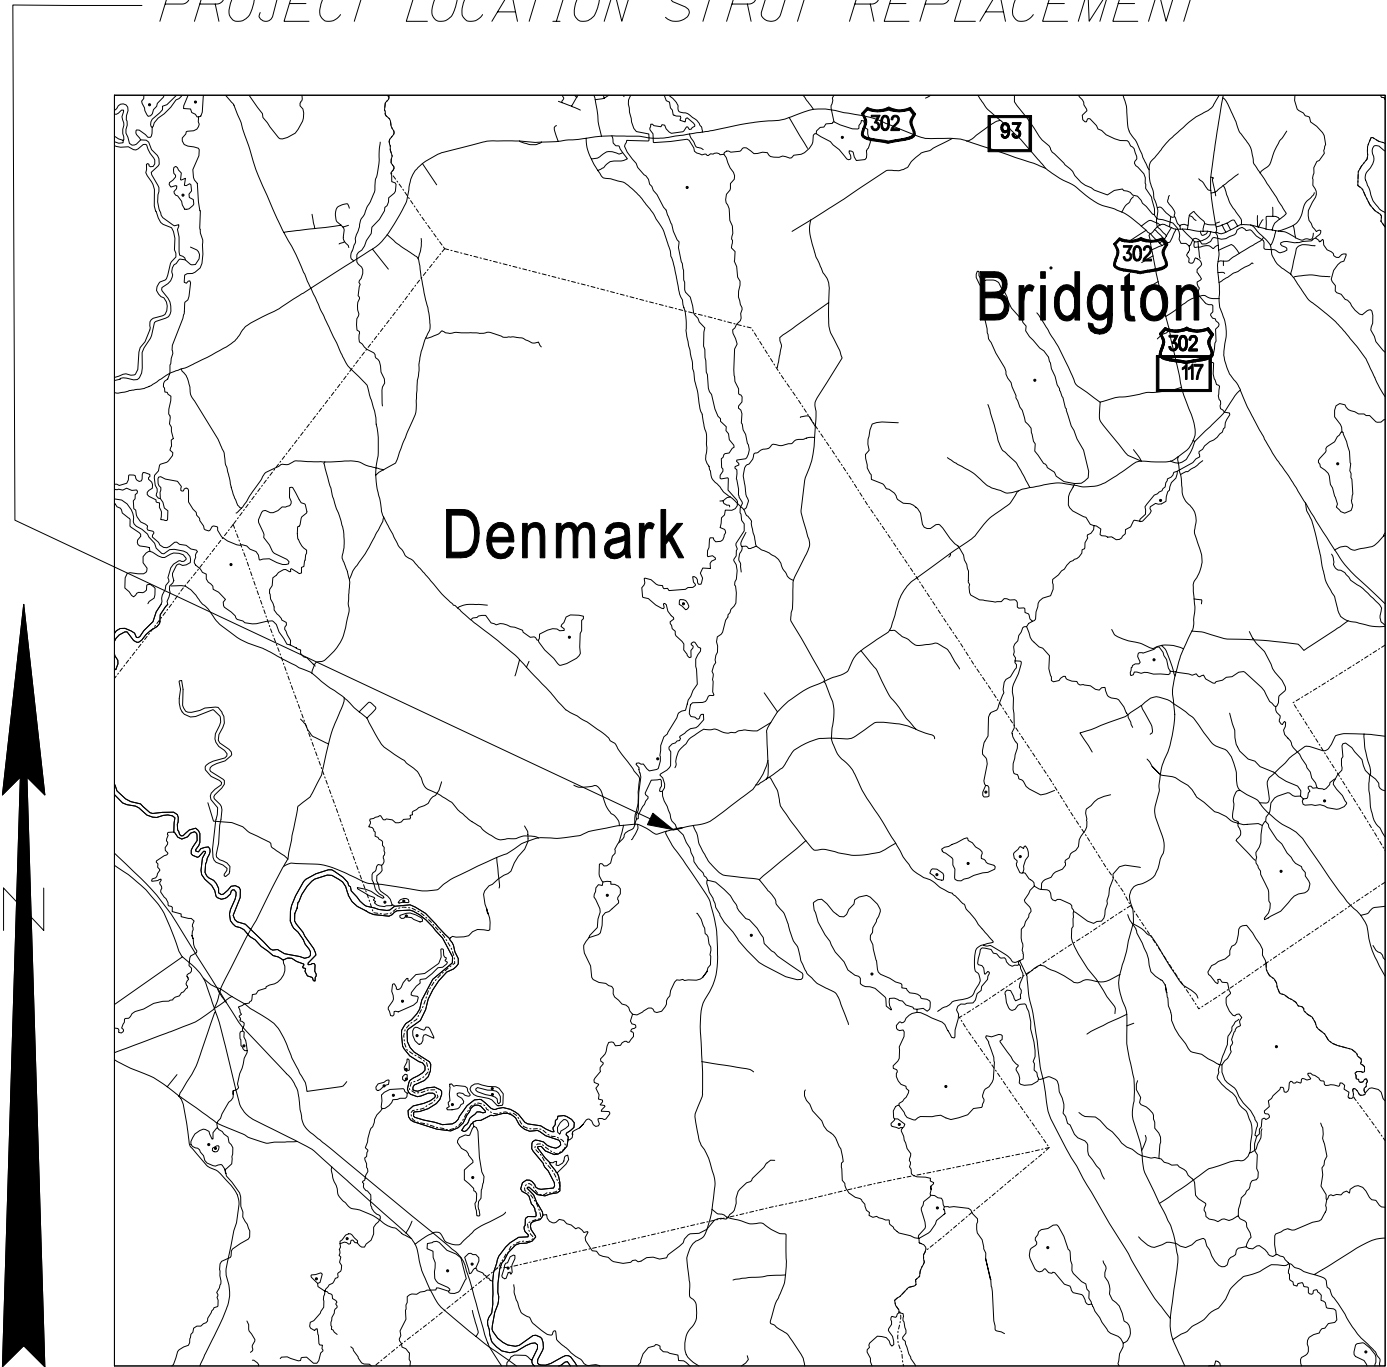 PROJECT LOCATION STRUT REPLACEMENT
302
93
302
Bridgton
302
117
Denmark
N